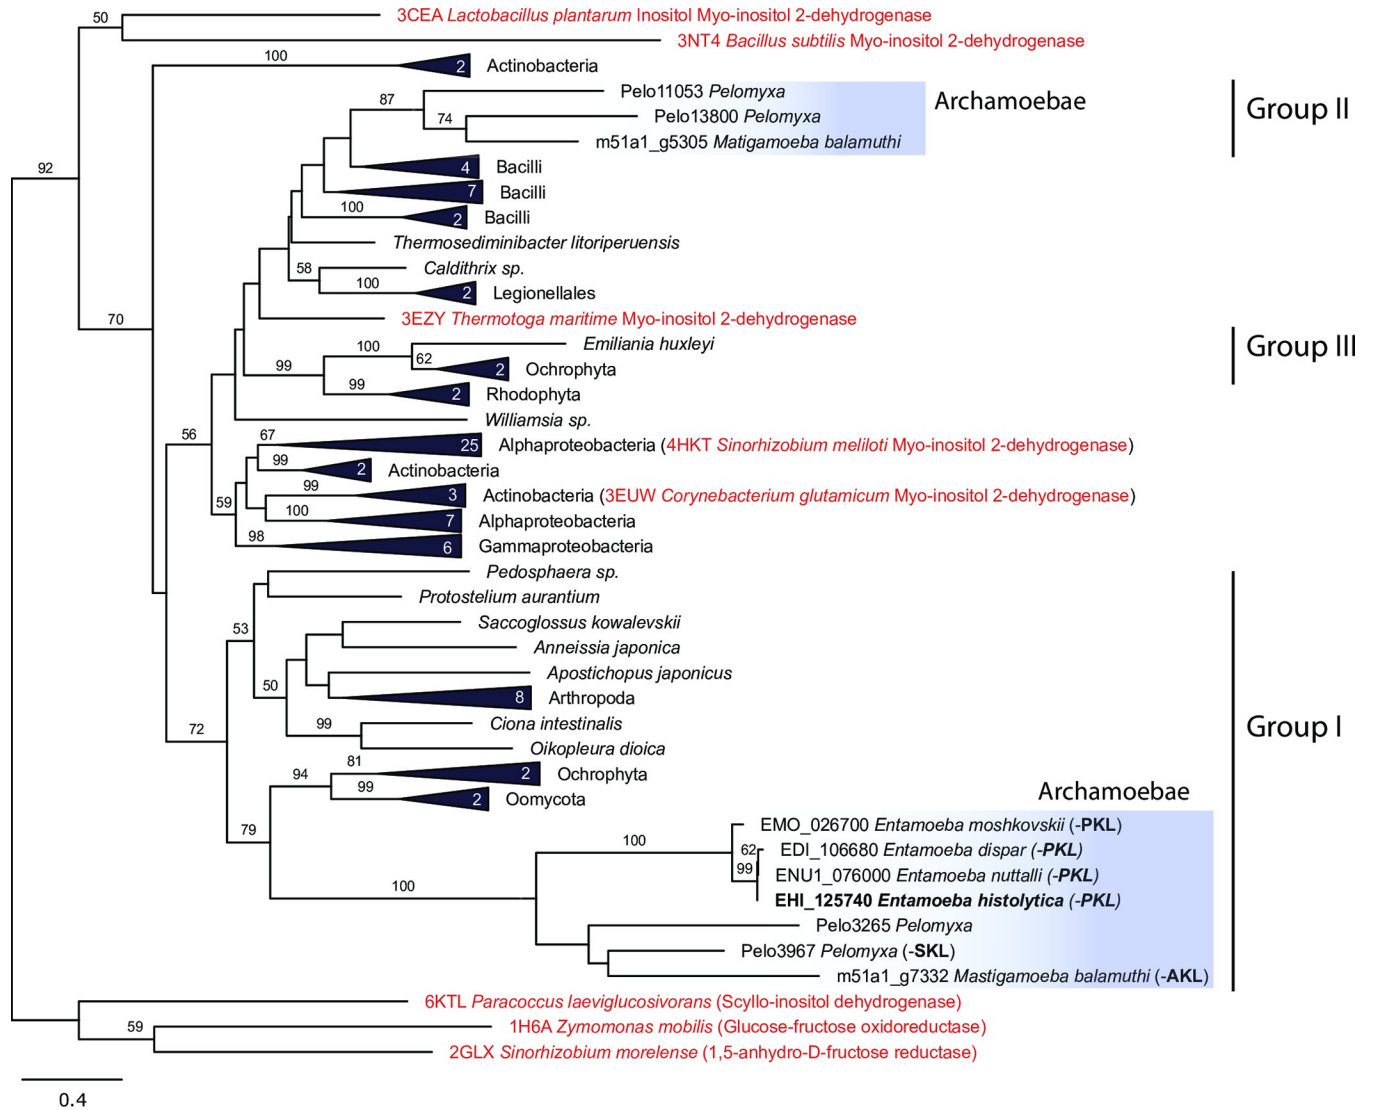 50
3CEA Lactobacillus plantarum Inositol Myo-inositol 2-dehydrogenase
3NT4 Bacillus subtilis Myo-inositol 2-dehydrogenase
100
2 Actinobacteria
87
Pelo11053 Pelomyxa
Archamoebae
Group II
74
Pelo13800 Pelomyxa
m51a1_g5305 Matigamoeba balamuthi
92
4 Bacilli
7 Bacilli
100
2 Bacilli
Thermosediminibacter litoriperuensis
58
Caldithrix sp.
100
2 Legionellales
70
3EZY Thermotoga maritime Myo-inositol 2-dehydrogenase
100
Emiliania huxleyi
Group III
99
62
2 Ochrophyta
99
2 Rhodophyta
Williamsia sp.
56
67
25 Alphaproteobacteria (4HKT Sinorhizobium meliloti Myo-inositol 2-dehydrogenase)
99
2 Actinobacteria
59
99
3 Actinobacteria (3EUW Corynebacterium glutamicum Myo-inositol 2-dehydrogenase)
100
7 Alphaproteobacteria
98
6 Gammaproteobacteria
Pedosphaera sp.
Protostelium aurantium
53
Saccoglossus kowalevskii
Anneissia japonica
Apostichopus japonicus
50
8 Arthropoda
72
99
Ciona intestinalis
Group I
Oikopleura dioica
94
81
2 Ochrophyta
99
2 Oomycota
Archamoebae
79
100
EMO_026700 Entamoeba moshkovskii (-PKL)
62
EDI_106680 Entamoeba dispar (-PKL)
99
ENU1_076000 Entamoeba nuttalli (-PKL)
100
EHI_125740 Entamoeba histolytica (-PKL)
Pelo3265 Pelomyxa
Pelo3967 Pelomyxa (-SKL)
m51a1_g7332 Mastigamoeba balamuthi (-AKL)
6KTL Paracoccus laeviglucosivorans (Scyllo-inositol dehydrogenase)
59
1H6A Zymomonas mobilis (Glucose-fructose oxidoreductase)
2GLX Sinorhizobium morelense (1,5-anhydro-D-fructose reductase)
0.4